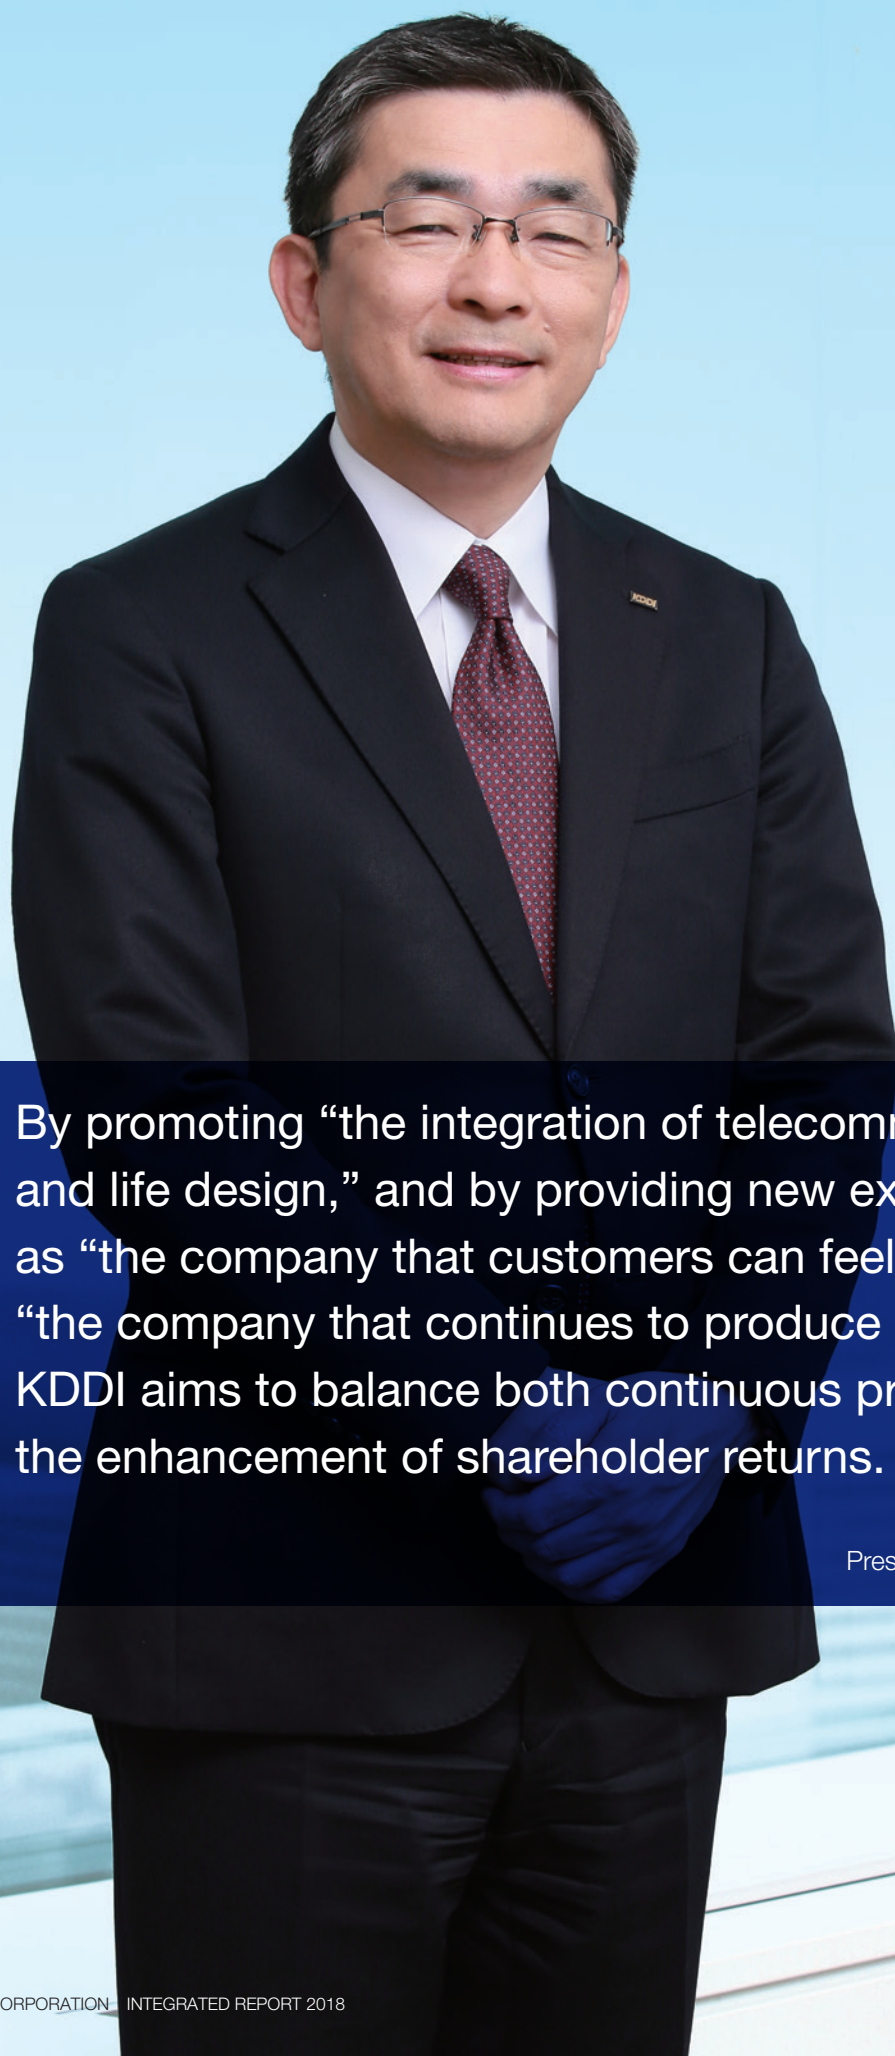 KDDI
By promoting “the integration of telecomm
and life design,” and by providing new ex
as “the company that customers can feel
“the company that continues to produce
KDDI aims to balance both continuous pr
the enhancement of shareholder returns.
Pres
ORPORATION INTEGRATED REPORT 2018